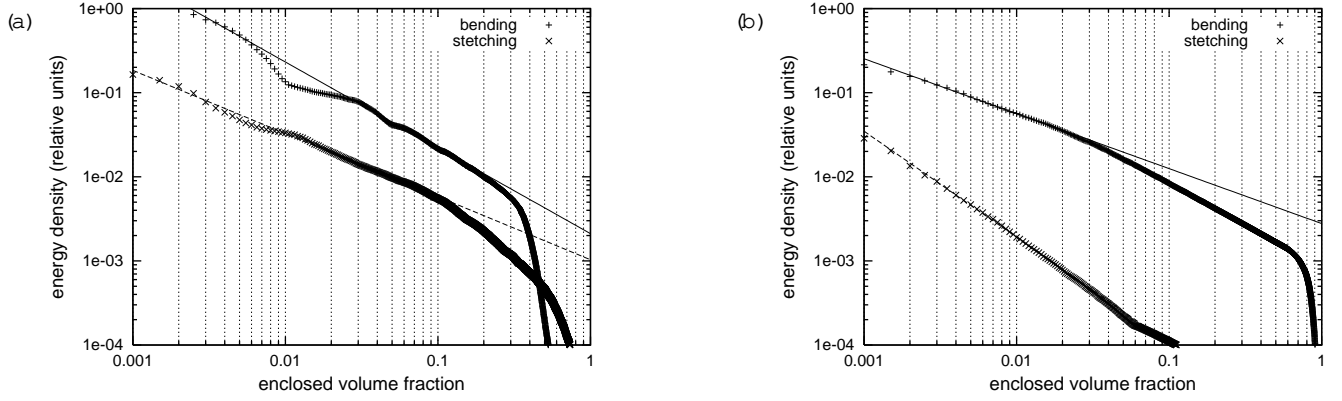 (a)
energy density (relative units)
1e+00
1e-01
1e-02
1e-03
1e-04
bending +
stetching ×
0.001 0.01 0.1 1
enclosed volume fraction
(b)
energy density (relative units)
1e+00
1e-01
1e-02
1e-03
1e-04
bending +
stetching ×
0.001 0.01 0.1 1
enclosed volume fraction